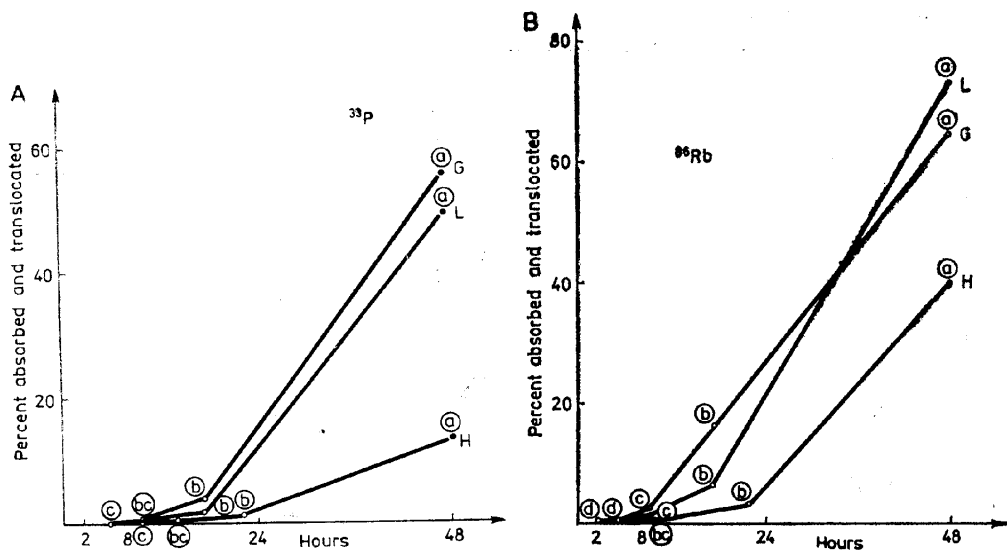 A
³³P
Percent absorbed and translocated
60
40
20
ⓐ G
ⓐ L
ⓐ H
ⓑ ⓑ ⓑ
ⓒ bc
ⓒ bc
2 8 24 Hours 48
B
⁸⁶Rb
Percent absorbed and translocated
80
60
40
20
ⓐ L
ⓐ G
ⓐ H
ⓑ
ⓑ
ⓑ
ⓓ ⓓ ⓒ ⓒ
bc
2 8 24 Hours 48